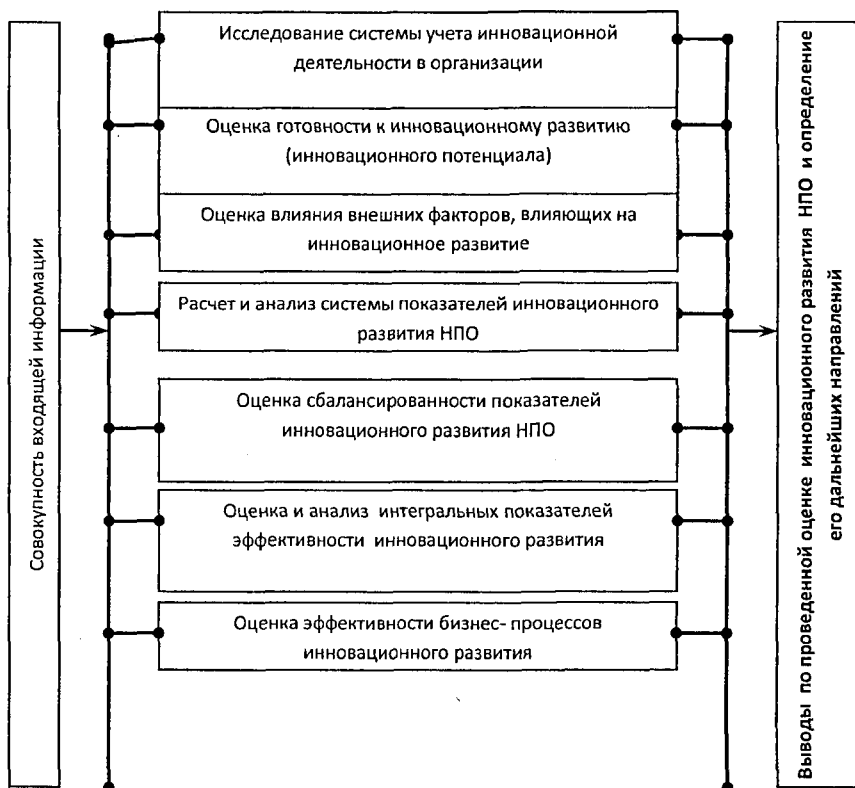 Совокупность входящей информации
Исследование системы учета инновационной
деятельности в организации
Оценка готовности к инновационному развитию
(инновационного потенциала)
Оценка влияния внешних факторов, влияющих на
инновационное развитие
Расчет и анализ системы показателей инновационного
развития НПО
Оценка сбалансированности показателей
инновационного развития НПО
Оценка и анализ интегральных показателей
эффективности инновационного развития
Оценка эффективности бизнес- процессов
инновационного развития
Выводы по проведенной оценке инновационного развития НПО и определение
его дальнейших направлений